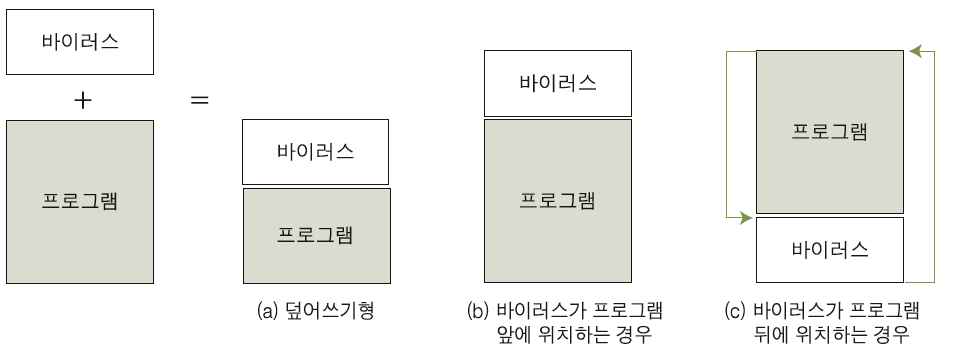 바이러스
+
=
프로그램
바이러스
프로그램
(a) 덮어쓰기형
바이러스
프로그램
(b) 바이러스가 프로그램
앞에 위치하는 경우
프로그램
바이러스
(c) 바이러스가 프로그램
뒤에 위치하는 경우